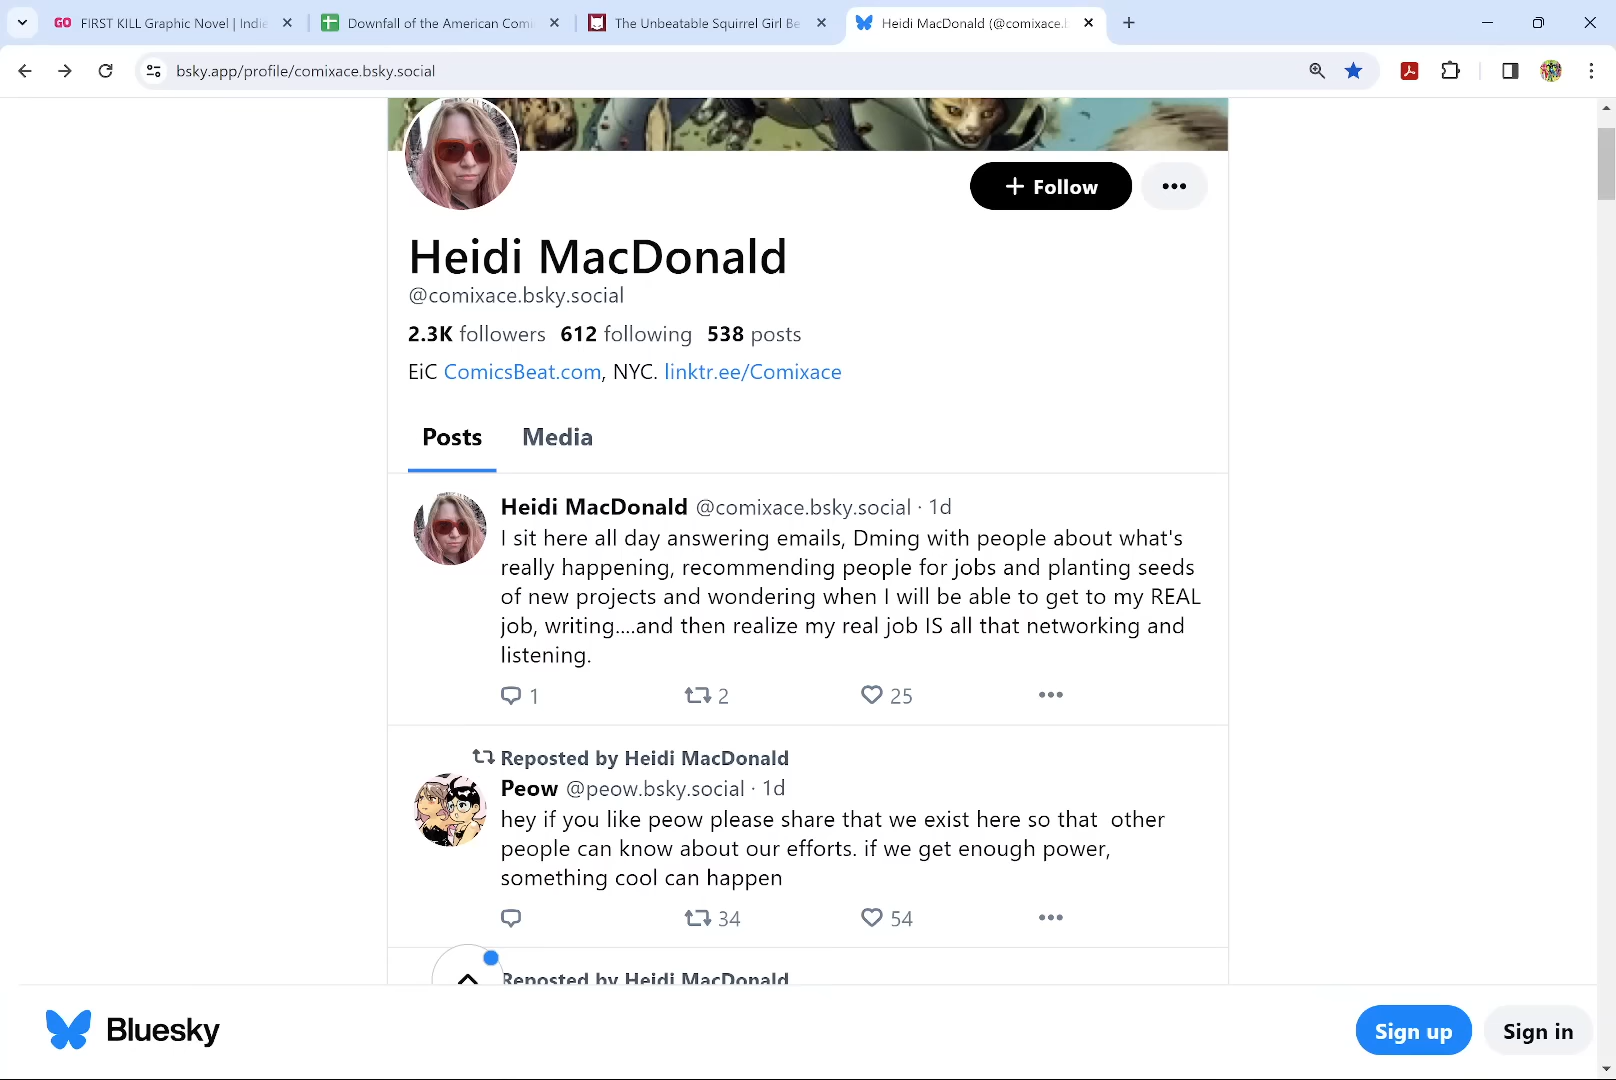 GO FIRST KILL Graphic Novel | Indie
Downfall of the American Comi
The Unbeatable Squirrel Girl Be
Heidi MacDonald (@comixace.b
bsky.app/profile/comixace.bsky.social
+ Follow
Heidi MacDonald
@comixace.bsky.social
2.3K followers 612 following 538 posts
EiC ComicsBeat.com, NYC. linktr.ee/Comixace
Posts Media
Heidi MacDonald @comixace.bsky.social · 1d
I sit here all day answering emails, Dming with people about what's
really happening, recommending people for jobs and planting seeds
of new projects and wondering when I will be able to get to my REAL
job, writing....and then realize my real job IS all that networking and
listening.
1 2 25
Reposted by Heidi MacDonald
Peow @peow.bsky.social · 1d
hey if you like peow please share that we exist here so that other
people can know about our efforts. if we get enough power,
something cool can happen
34 54
Reposted by Heidi MacDonald
Bluesky
Sign up Sign in